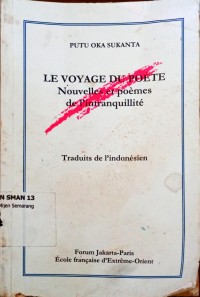 PUTU OKA SUKANTA
LE VOYAGE DU POÈTE
Nouvelles et poèmes
de l'intranquillité
Traduits de l'indonésien
N SMAN 13
Semarang
Forum Jakarta-Paris
École française d'Extrême-Orient